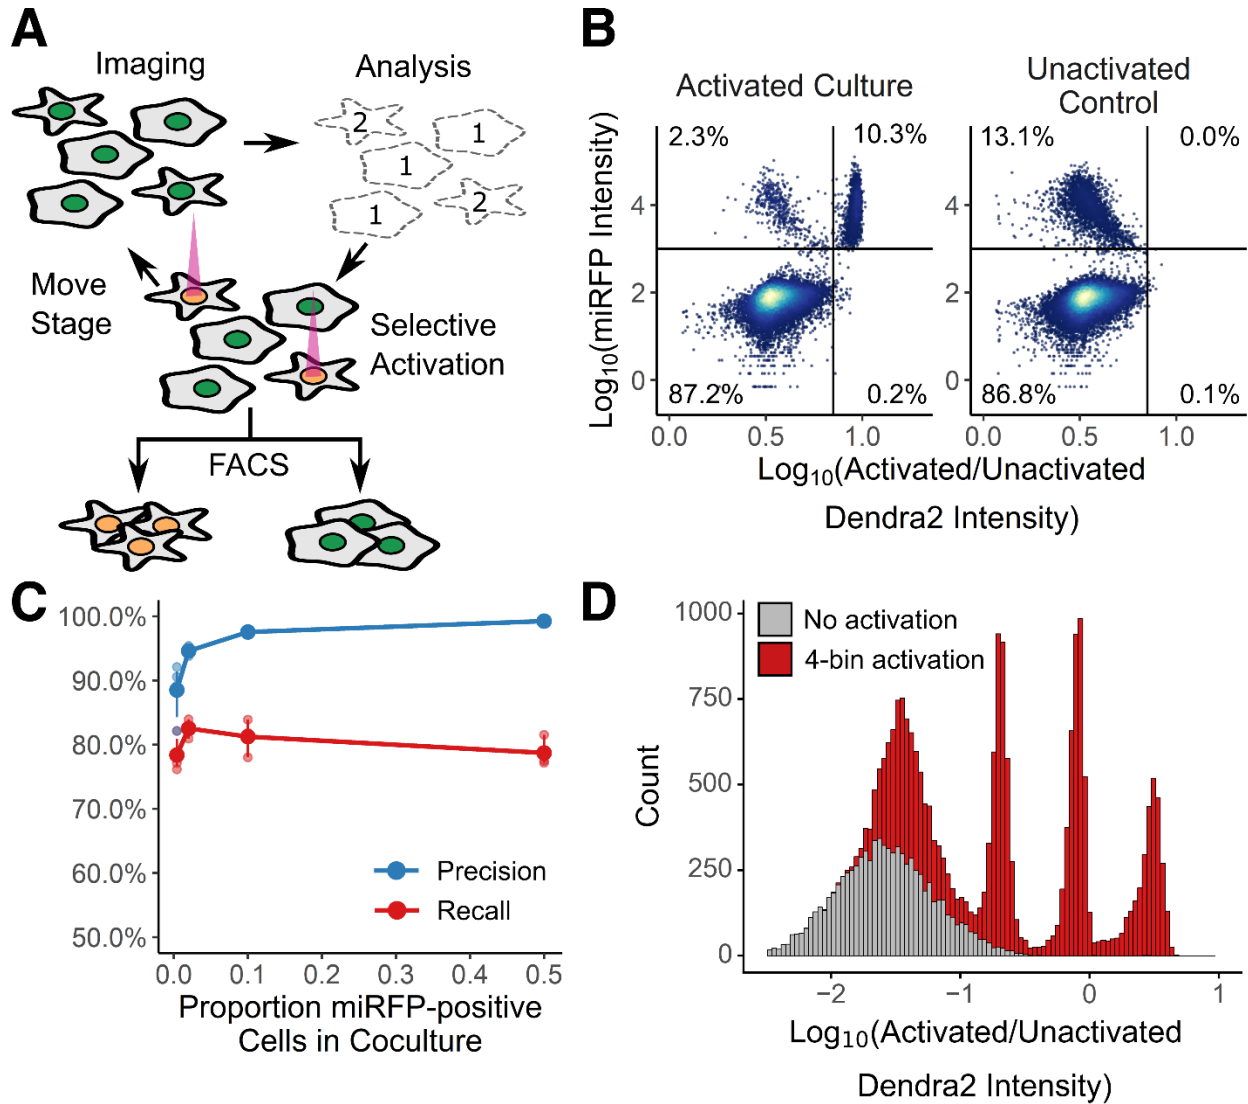 A
Imaging
Analysis
2
1
1
1
2
Move
Stage
Selective
Activation
FACS
B
Activated Culture
Unactivated
Control
Log10(miRFP Intensity)
2.3%
10.3%
13.1%
0.0%
4
2
0
4
2
0
87.2%
0.2%
86.8%
0.1%
0.0
0.5
1.0
0.0
0.5
1.0
Log10(Activated/Unactivated
Dendra2 Intensity)
C
100.0%
90.0%
80.0%
70.0%
60.0%
50.0%
Precision
Recall
0.0
0.1
0.2
0.3
0.4
0.5
Proportion miRFP-positive
Cells in Coculture
D
No activation
4-bin activation
Count
1000
750
500
250
0
−2
−1
0
1
Log10(Activated/Unactivated
Dendra2 Intensity)